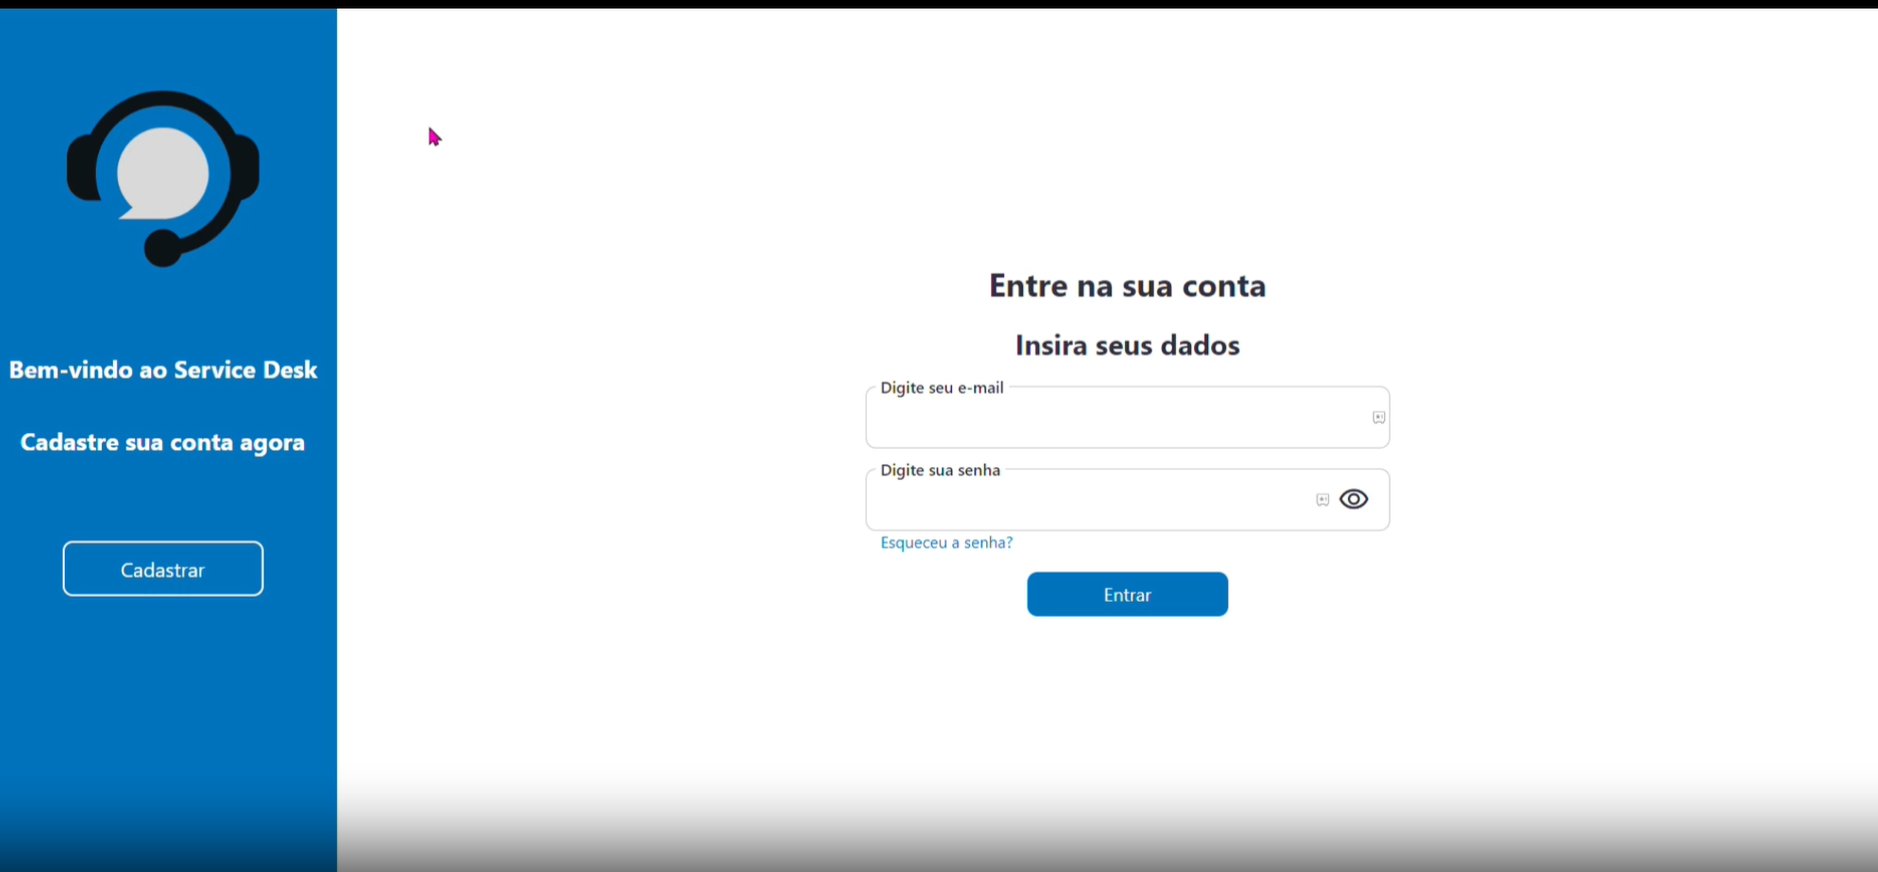 Bem-vindo ao Service Desk
Cadastre sua conta agora
Cadastrar
Entre na sua conta
Insira seus dados
Digite seu e-mail
Digite sua senha
Esqueceu a senha?
Entrar